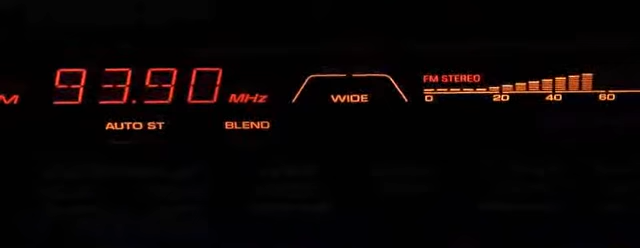 M 93.90 MHz
AUTO ST BLEND
WIDE
FM STEREO
0 20 40 60